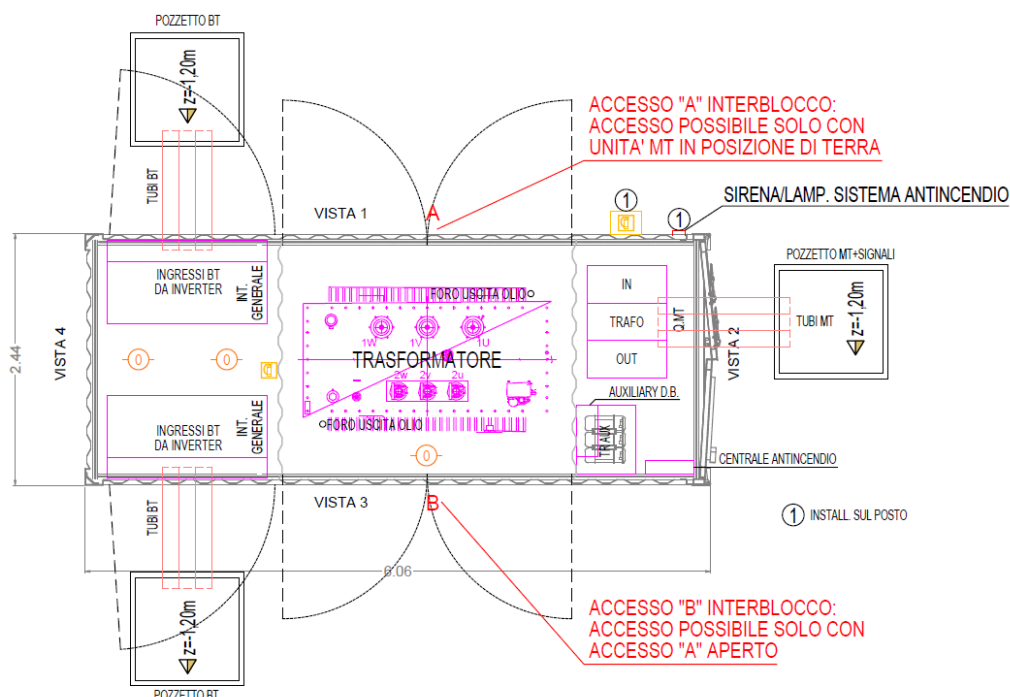 POZZETTO BT
z=-1,20m
TUBI BT
ACCESSO "A" INTERBLOCCO:
ACCESSO POSSIBILE SOLO CON
UNITA' MT IN POSIZIONE DI TERRA
VISTA 1
A
1
1
SIRENA/LAMP. SISTEMA ANTINCENDIO
POZZETTO MT+SIGNALI
z=-1,20m
TUBI MT
INGRESSI BT
DA INVERTER
INT.
GENERALE
FORO USCITA OLIO
IN
TRAFO
OUT
Q.MT
1W
1V
1U
TRASFORMATORE
2w
2v
2u
VISTA 4
2.44
0
0
VISTA 2
AUXILIARY D.B.
INGRESSI BT
DA INVERTER
INT.
GENERALE
FORO USCITA OLIO
TR AUX
0
CENTRALE ANTINCENDIO
VISTA 3
B
1 INSTALL. SUL POSTO
TUBI BT
6.06
z=-1,20m
ACCESSO "B" INTERBLOCCO:
ACCESSO POSSIBILE SOLO CON
ACCESSO "A" APERTO
POZZETTO BT